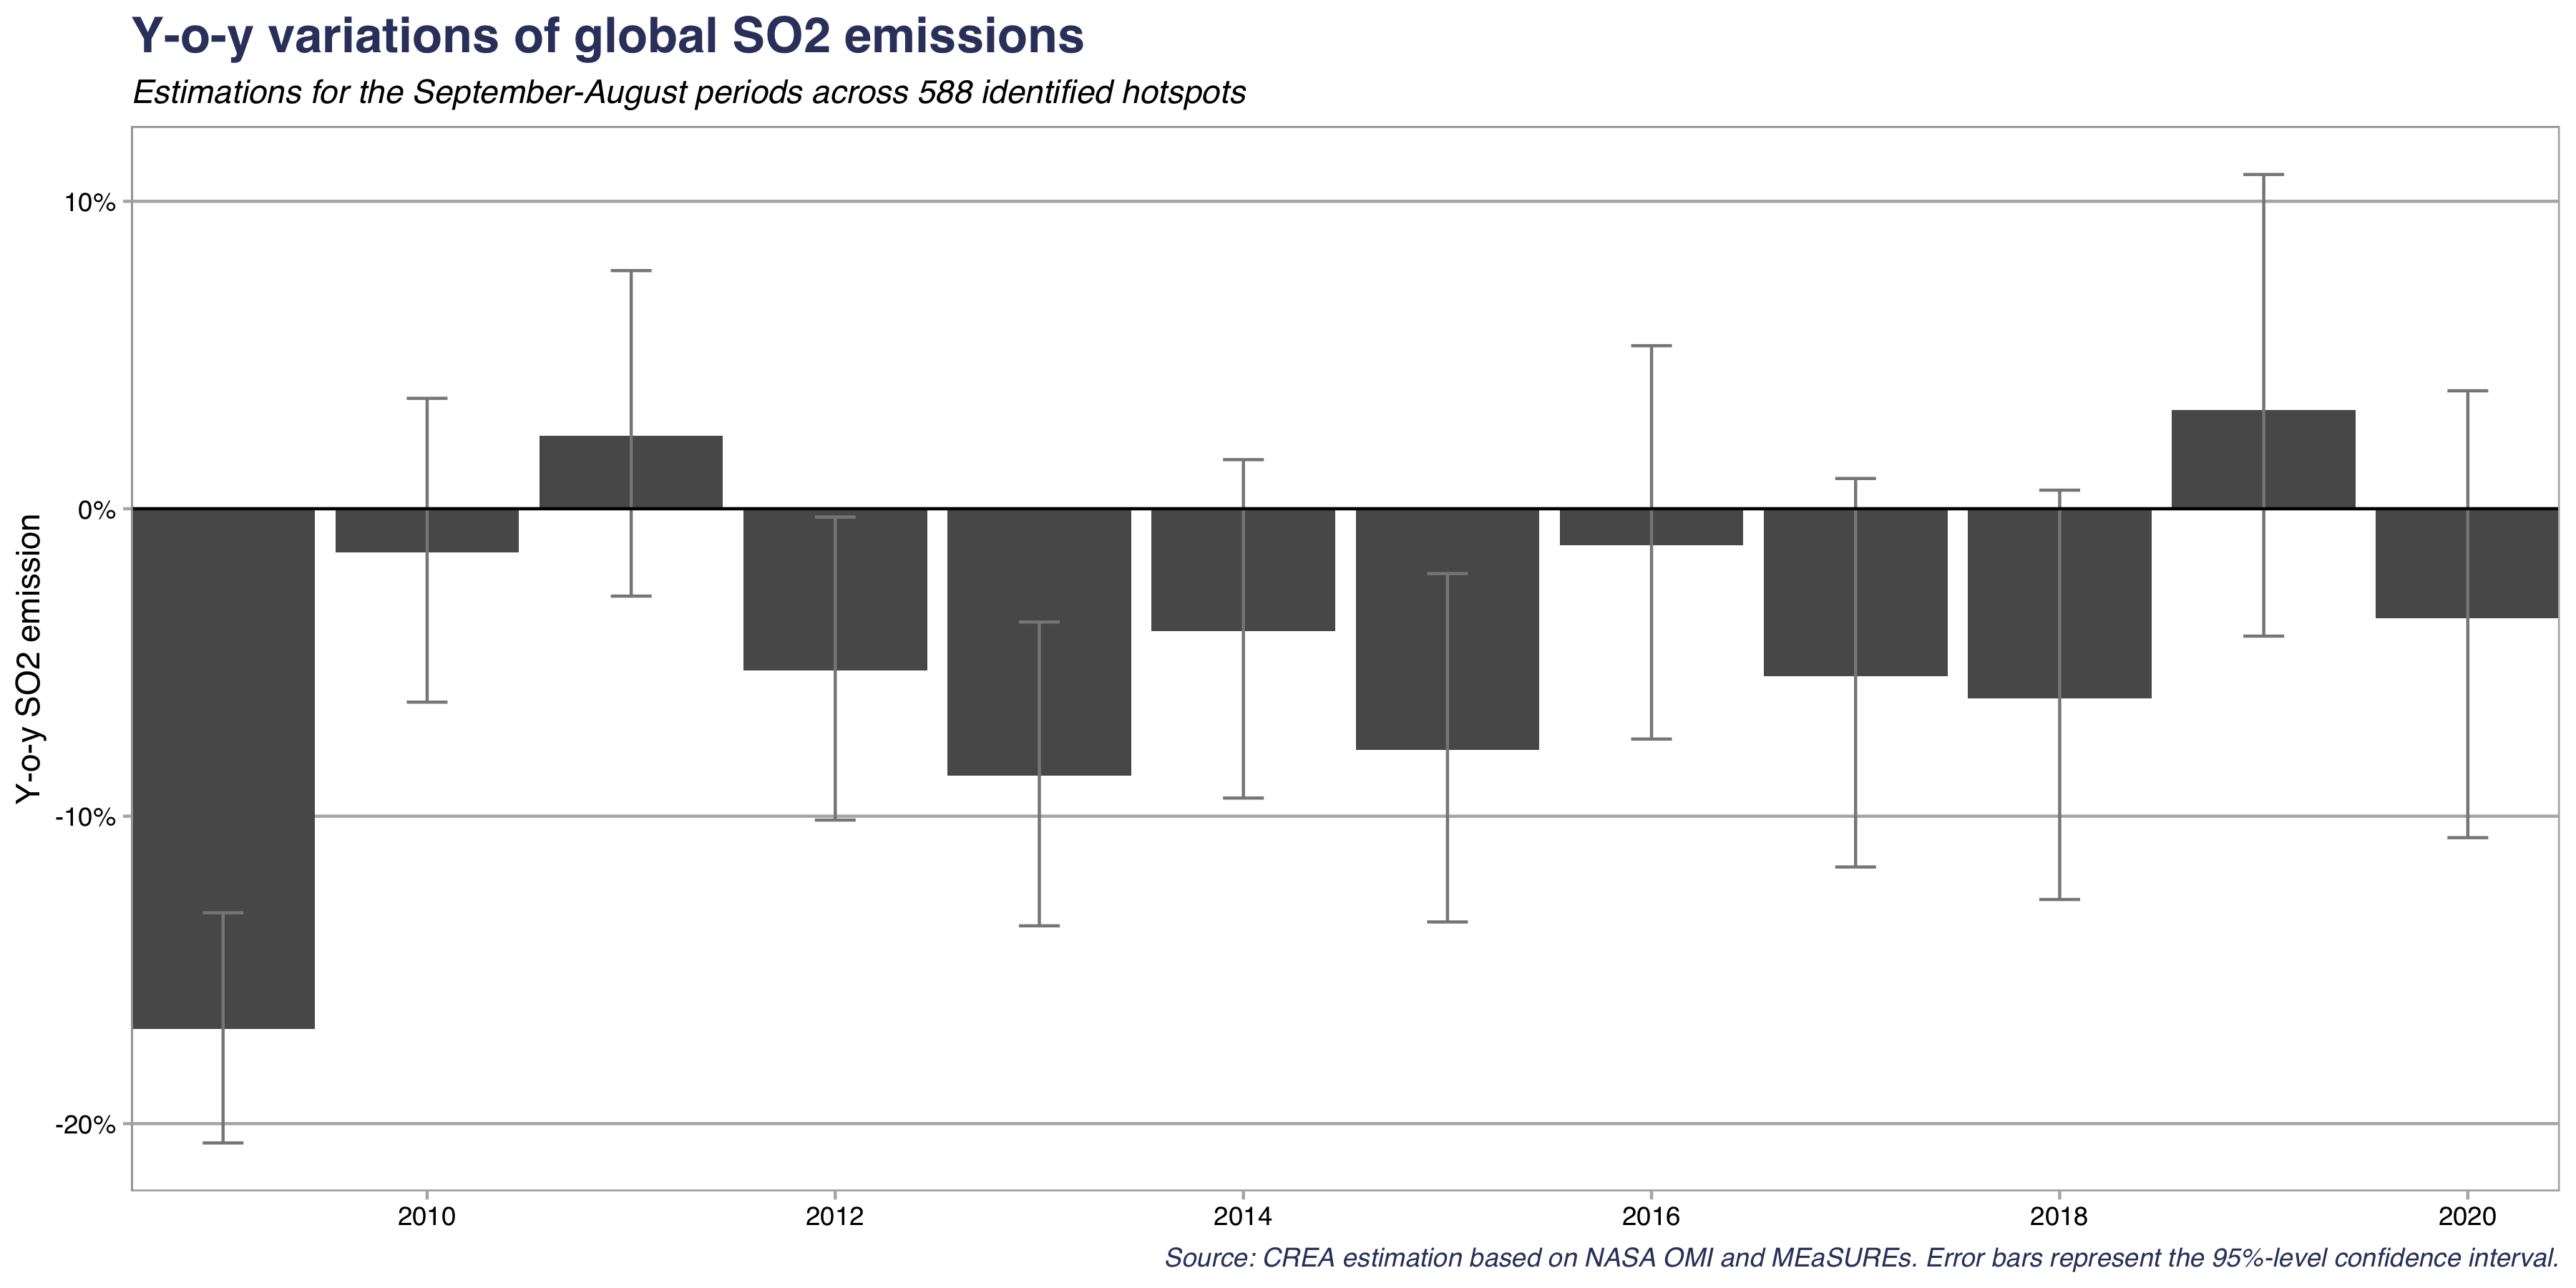 Y-o-y variations of global SO2 emissions
Estimations for the September-August periods across 588 identified hotspots
10%
0%
-10%
-20%
Y-o-y SO2 emission
2010
2012
2014
2016
2018
2020
Source: CREA estimation based on NASA OMI and MEaSUREs. Error bars represent the 95%-level confidence interval.